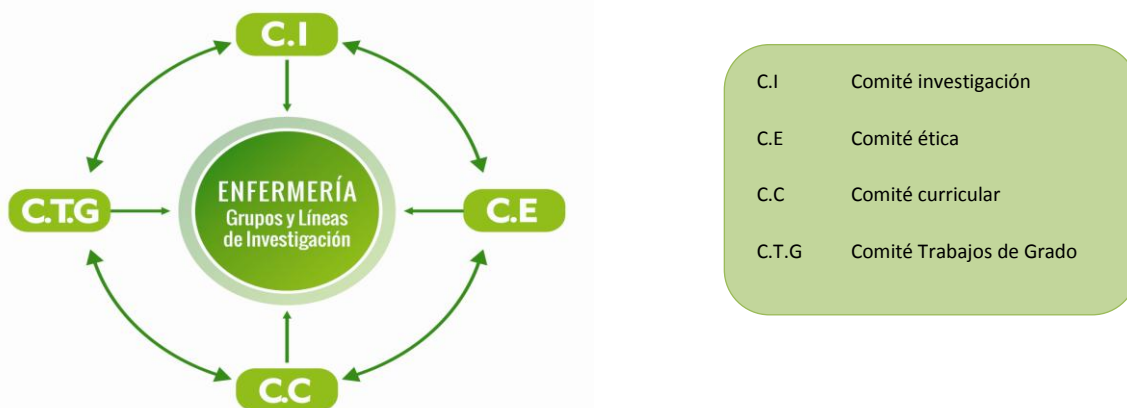 C.I
C.T.G
ENFERMERÍA
Grupos y Líneas
de Investigación
C.E
C.C
C.I Comité investigación
C.E Comité ética
C.C Comité curricular
C.T.G Comité Trabajos de Grado